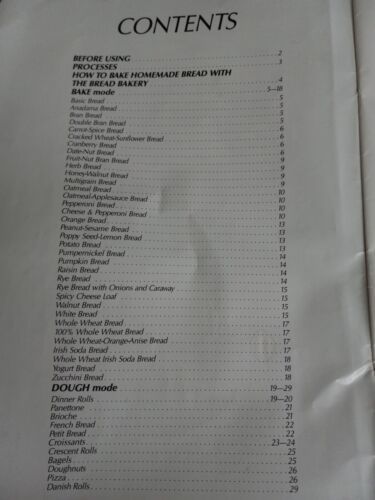 CONTENTS
BEFORE USING 2
PROCESSES 3
HOW TO BAKE HOMEMADE BREAD WITH
THE BREAD BAKERY 4
BAKE mode 5—18
Basic Bread 5
Anadama Bread 5
Bran Bread 5
Double Bran Bread 5
Carrot-Spice Bread 6
Cracked Wheat-Sunflower Bread 6
Cranberry Bread 6
Date-Nut Bread 6
Fruit-Nut Bran Bread 9
Herb Bread 9
Honey-Walnut Bread 9
Multigrain Bread 9
Oatmeal Bread 10
Oatmeal-Applesauce Bread 10
Pepperoni Bread 10
Cheese & Pepperoni Bread 10
Orange Bread 13
Peanut-Sesame Bread 13
Poppy Seed-Lemon Bread 13
Potato Bread 13
Pumpernickel Bread 14
Pumpkin Bread 14
Raisin Bread 14
Rye Bread 14
Rye Bread with Onions and Caraway 15
Spicy Cheese Loaf 15
Walnut Bread 15
White Bread 15
Whole Wheat Bread 17
100% Whole Wheat Bread 17
Whole Wheat-Orange-Anise Bread 17
Irish Soda Bread 17
Whole Wheat Irish Soda Bread 18
Yogurt Bread 18
Zucchini Bread 18
DOUGH mode 19—29
Dinner Rolls 19—20
Panettone 21
Brioche 21
French Bread 22
Petit Bread 22
Croissants 23—24
Crescent Rolls 25
Bagels 25
Doughnuts 26
Pizza 26
Danish Rolls 29